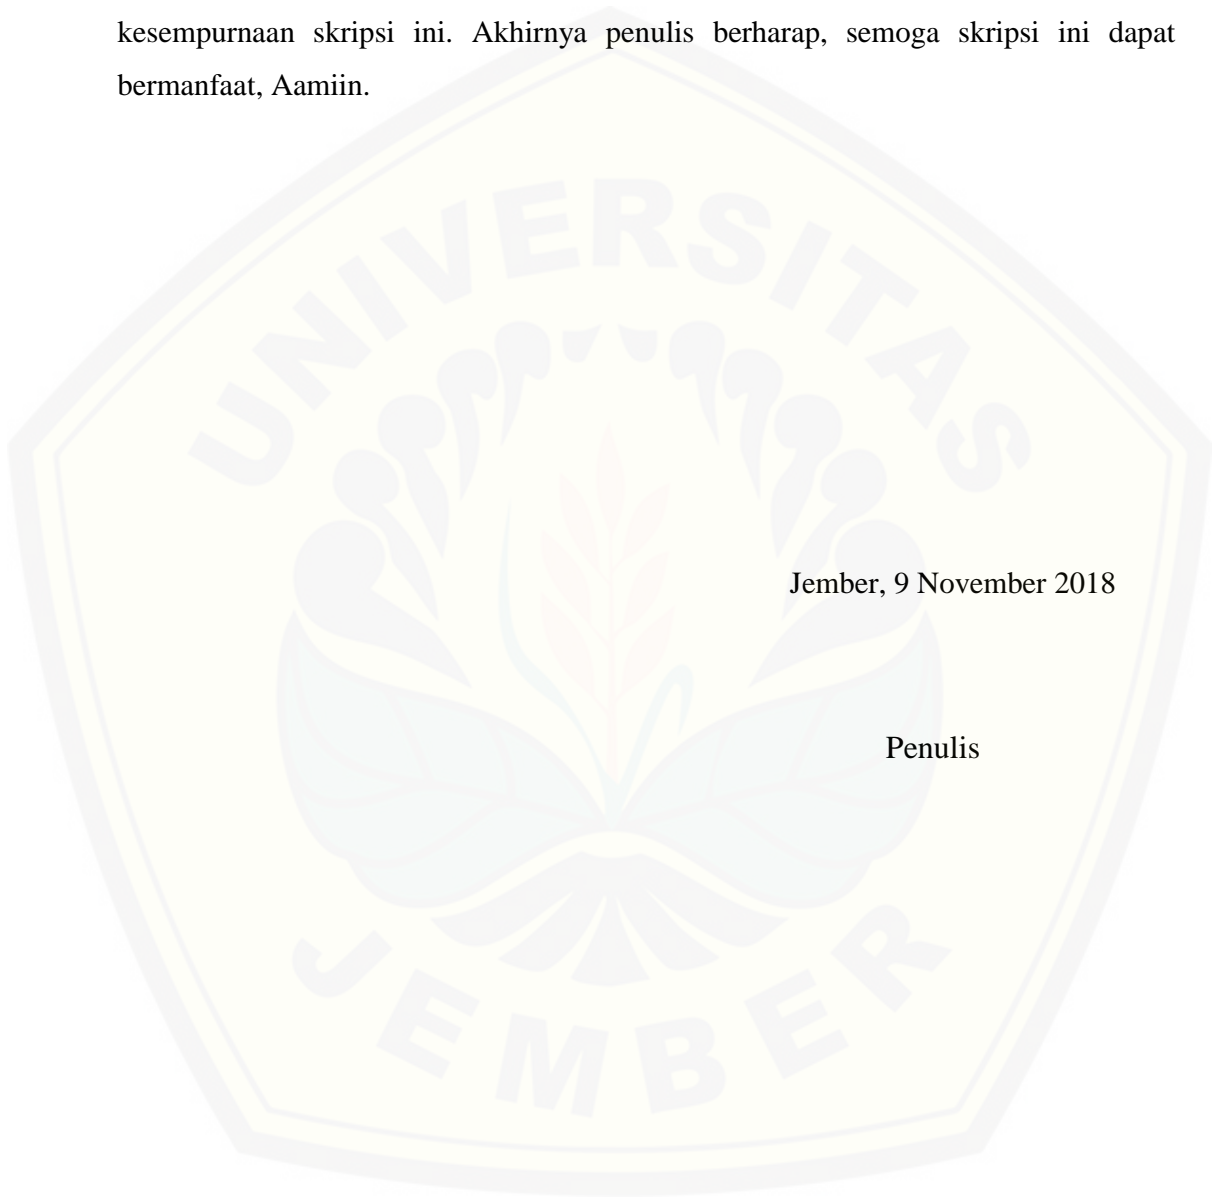 kesempurnaan skripsi ini. Akhirnya penulis berharap, semoga skripsi ini dapat
bermanfaat, Aamiin.
UNIVERSITAS
Jember, 9 November 2018
Penulis
JEMBER